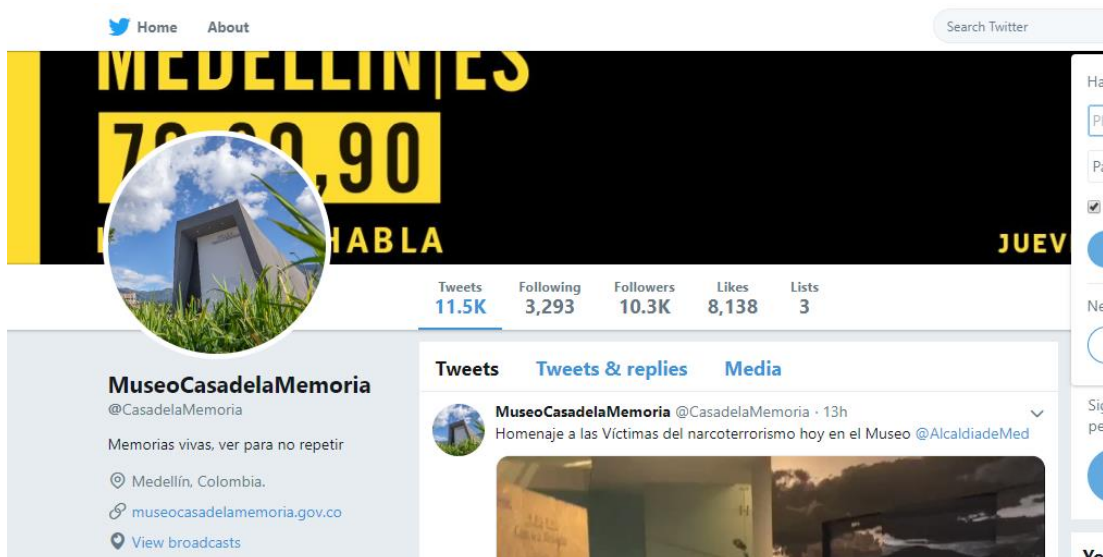 Home About
Search Twitter
MEDELLÍN|ES
,90
HABLA
JUEV
Tweets Following Followers Likes Lists
11.5K 3,293 10.3K 8,138 3
Tweets Tweets & replies Media
MuseoCasadelaMemoria
@CasadelaMemoria
Memorias vivas, ver para no repetir
Medellín, Colombia.
museocasadelamemoria.gov.co
View broadcasts
MuseoCasadelaMemoria @CasadelaMemoria · 13h
Homenaje a las Víctimas del narcoterrorismo hoy en el Museo @AlcaldiadeMed